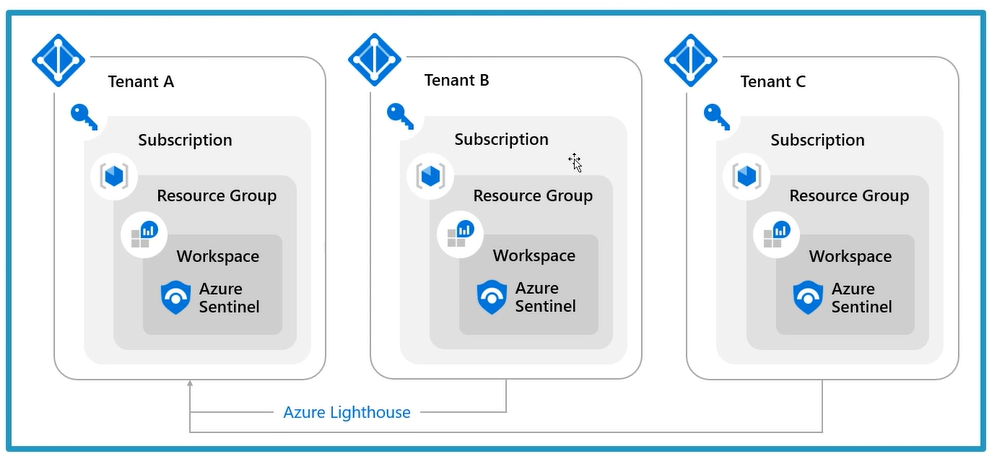 Tenant A
Subscription
Resource Group
Workspace
Azure
Sentinel
Tenant B
Subscription
Resource Group
Workspace
Azure
Sentinel
Tenant C
Subscription
Resource Group
Workspace
Azure
Sentinel
Azure Lighthouse